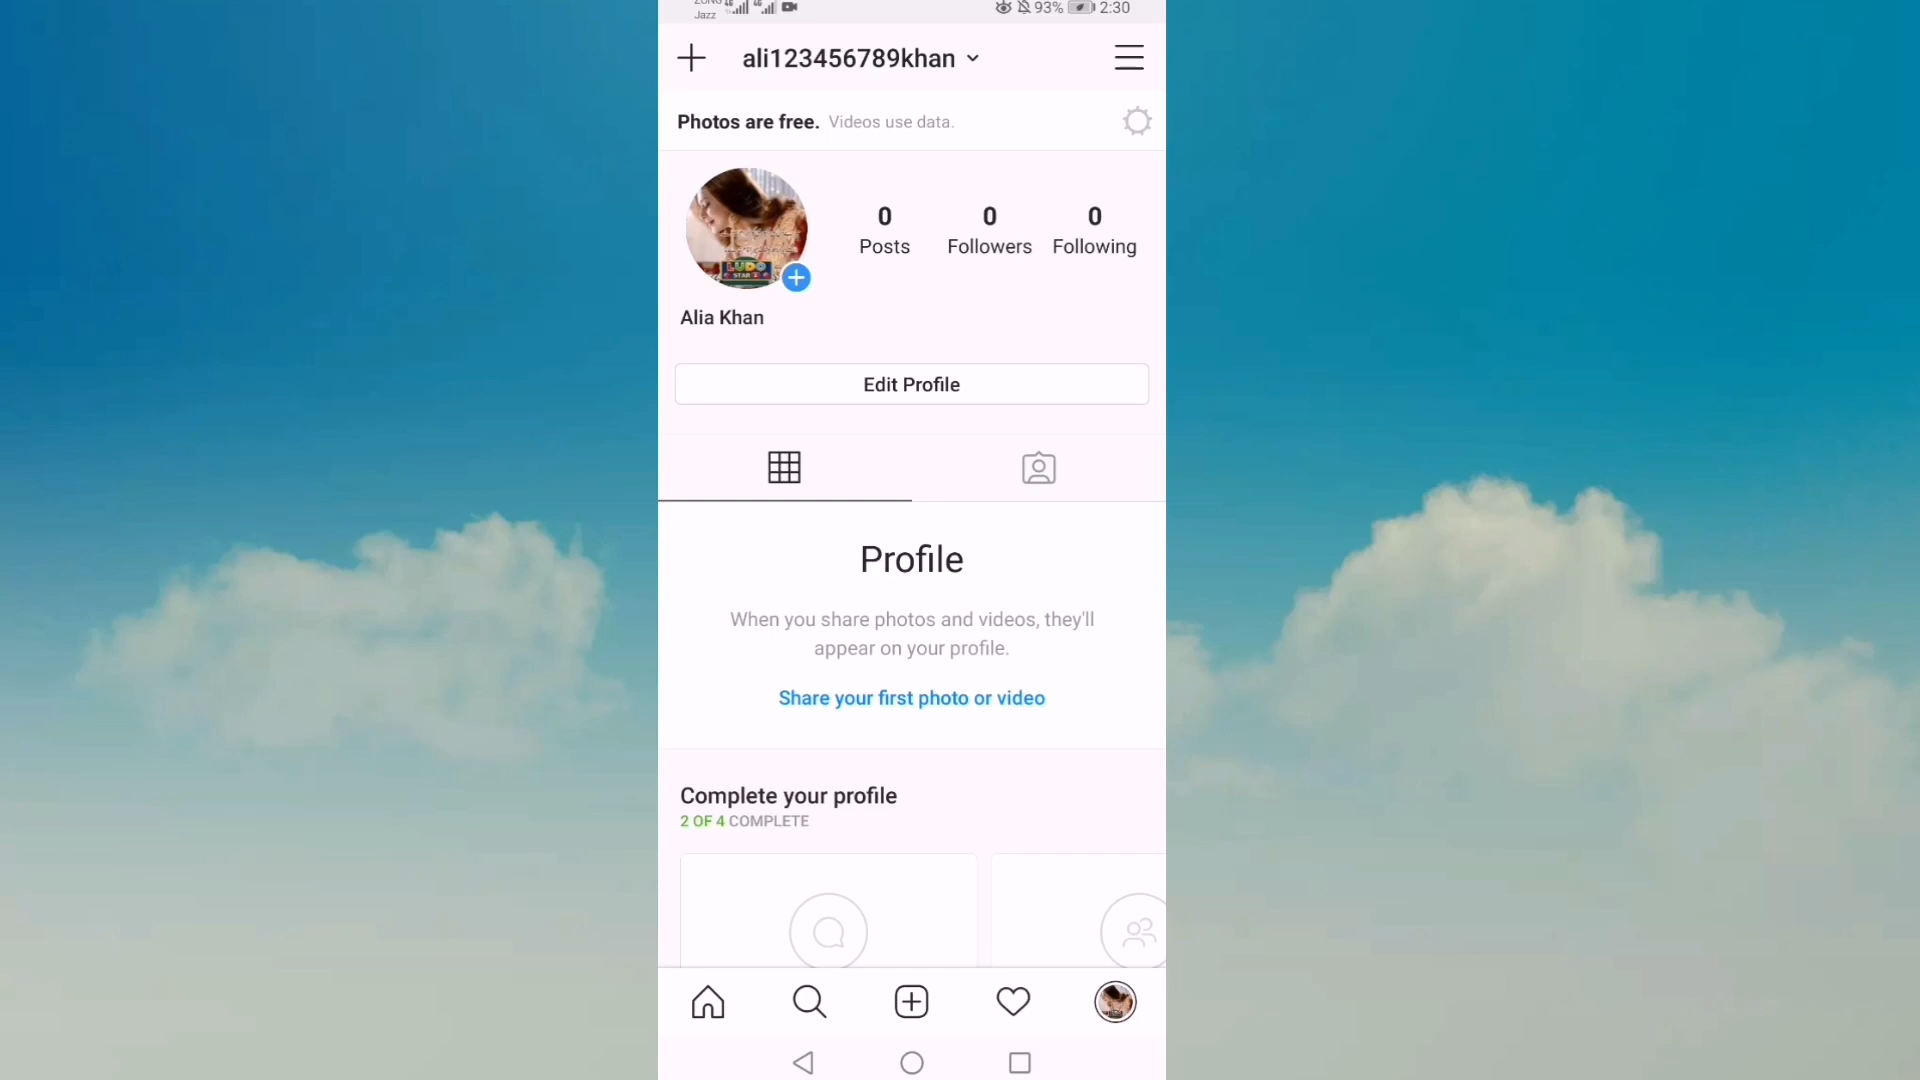 Jazz
93% 2:30
ali123456789khan
Photos are free. Videos use data.
0 0 0
Posts Followers Following
LUDO
STAR
Alia Khan
Edit Profile
Profile
When you share photos and videos, they'll
appear on your profile.
Share your first photo or video
Complete your profile
2 OF 4 COMPLETE